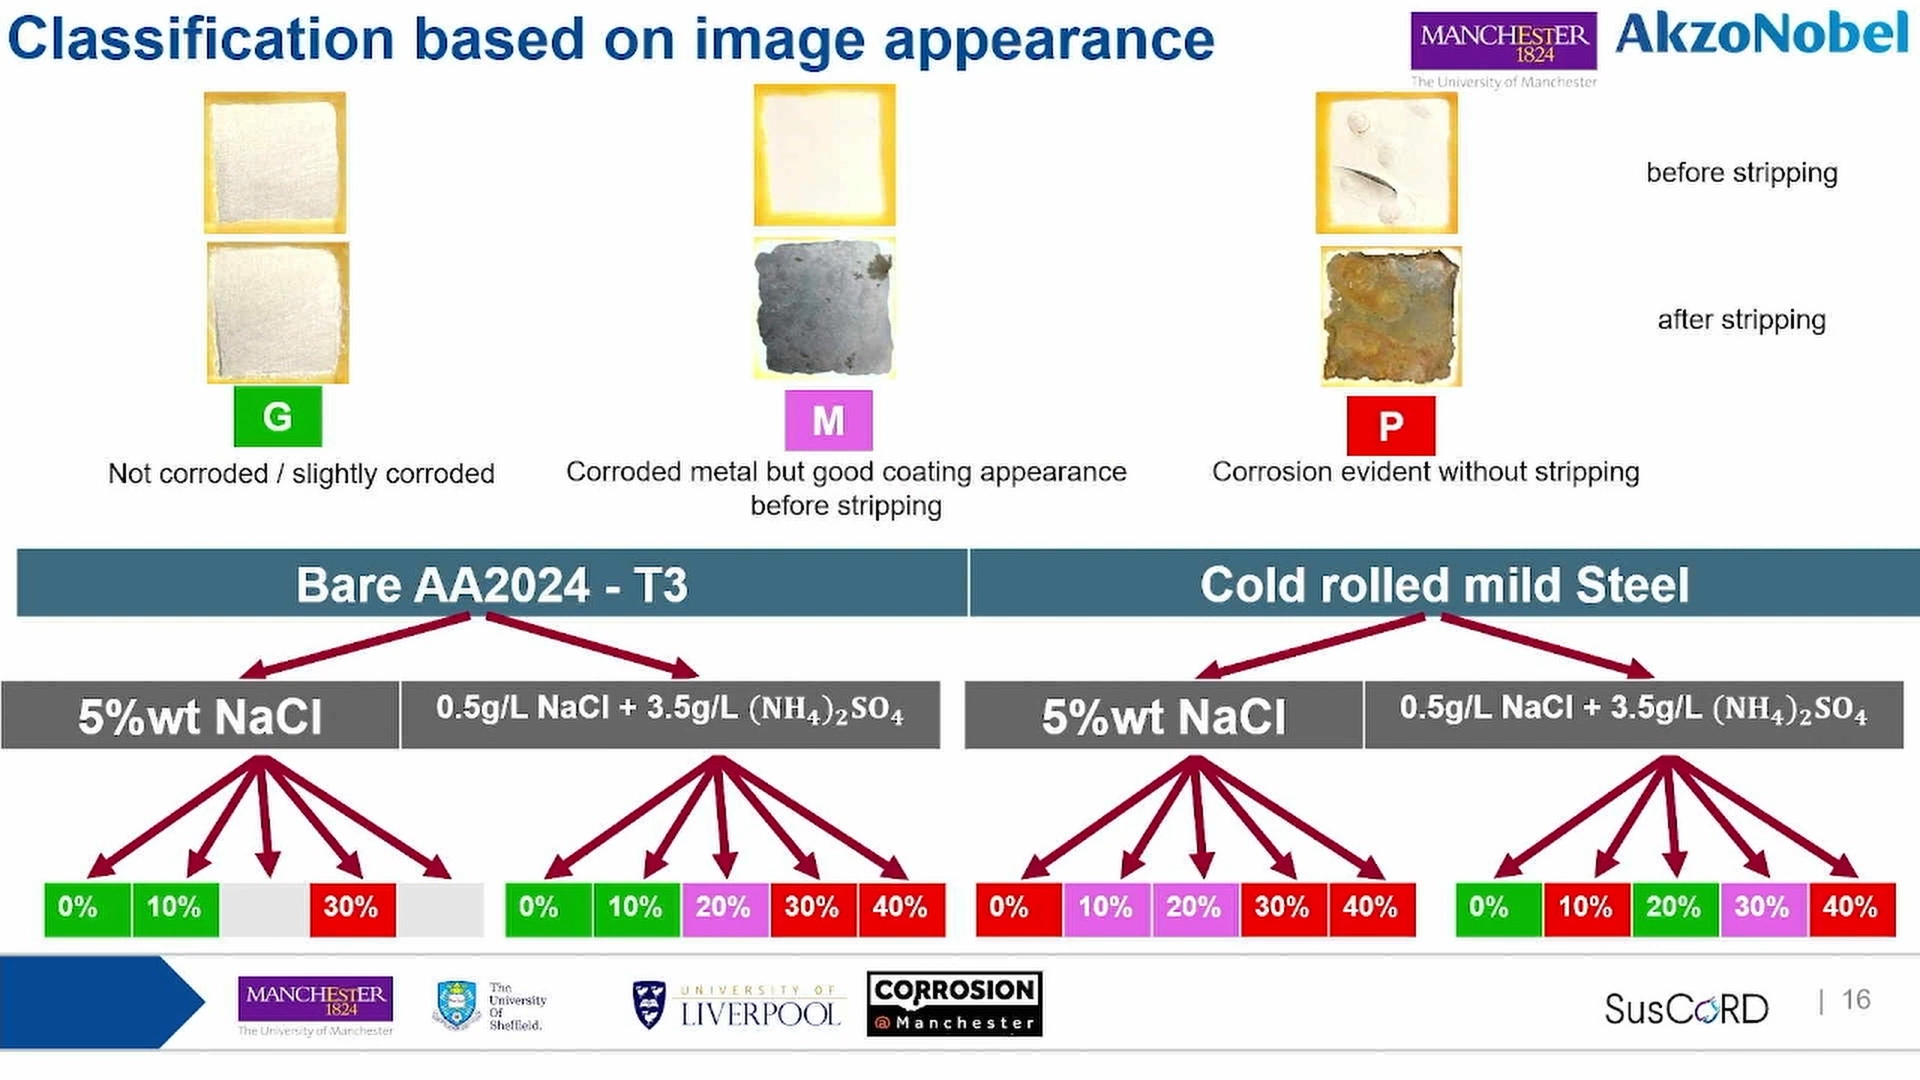 Classification based on image appearance
MANCHESTER
1824
The University of Manchester
AkzoNobel
before stripping
after stripping
G
M
P
Not corroded / slightly corroded
Corroded metal but good coating appearance
before stripping
Corrosion evident without stripping
Bare AA2024 - T3
Cold rolled mild Steel
5%wt NaCl
0.5g/L NaCl + 3.5g/L (NH₄)₂SO₄
5%wt NaCl
0.5g/L NaCl + 3.5g/L (NH₄)₂SO₄
0% 10% 30%
0% 10% 20% 30% 40%
0% 10% 20% 30% 40%
0% 10% 20% 30% 40%
MANCHESTER
1824
The University of Manchester
The
University
Of
Sheffield.
UNIVERSITY OF
LIVERPOOL
CORROSION
@Manchester
SusCoRD
| 16